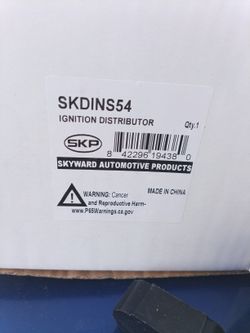 SKDINS54
IGNITION DISTRIBUTOR
Qty.1
SKP
8 42296 19438 0
SKYWARD AUTOMOTIVE PRODUCTS
WARNING: Cancer
and Reproductive Harm-
www.P65Warnings.ca.gov
MADE IN CHINA